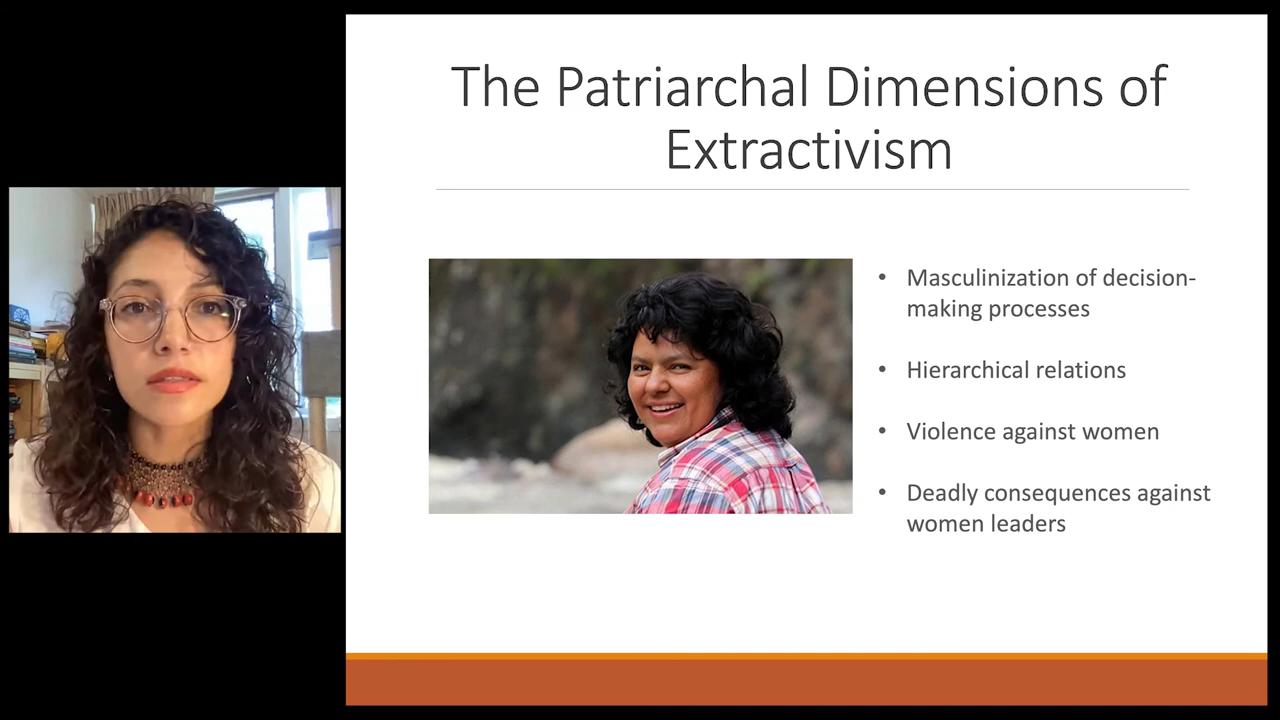 The Patriarchal Dimensions of
Extractivism
• Masculinization of decision-
making processes
• Hierarchical relations
• Violence against women
• Deadly consequences against
women leaders